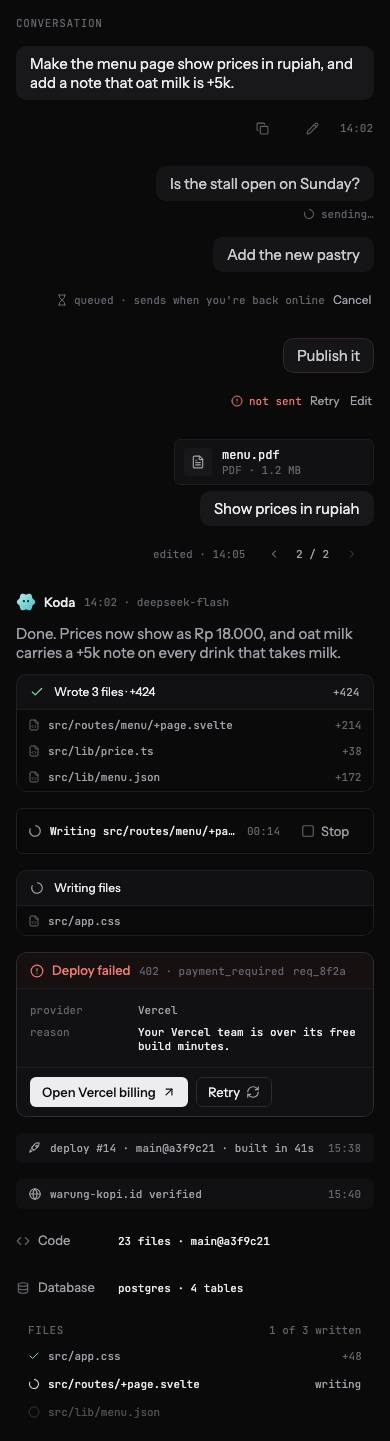 CONVERSATION
Make the menu page show prices in rupiah, and
add a note that oat milk is +5k.
14:02
Is the stall open on Sunday?
sending…
Add the new pastry
queued · sends when you're back online Cancel
Publish it
not sent Retry Edit
menu.pdf
PDF · 1.2 MB
Show prices in rupiah
edited · 14:05 2 / 2
Koda 14:02 · deepseek-flash
Done. Prices now show as Rp 18.000, and oat milk
carries a +5k note on every drink that takes milk.
Wrote 3 files · +424 +424
src/routes/menu/+page.svelte +214
src/lib/price.ts +38
src/lib/menu.json +172
Writing src/routes/menu/+pa… 00:14 Stop
Writing files
src/app.css
Deploy failed 402 · payment_required req_8f2a
provider Vercel
reason Your Vercel team is over its free
build minutes.
Open Vercel billing Retry
deploy #14 · main@a3f9c21 · built in 41s 15:38
warung-kopi.id verified 15:40
Code 23 files · main@a3f9c21
Database postgres · 4 tables
FILES 1 of 3 written
src/app.css +48
src/routes/+page.svelte writing
src/lib/menu.json